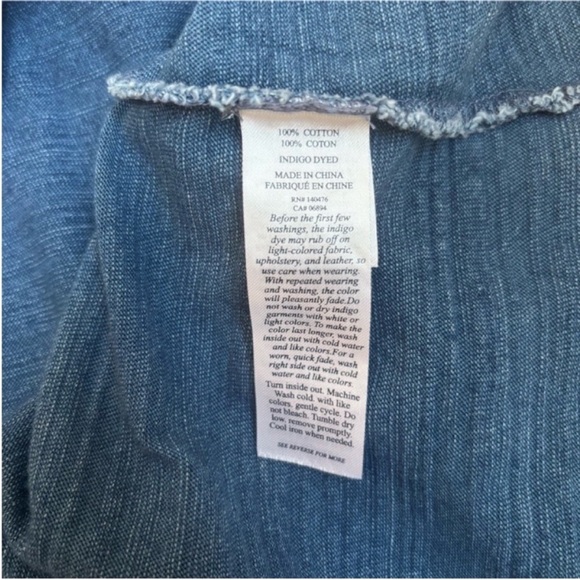 100% COTTON
100% COTON
INDIGO DYED
MADE IN CHINA
FABRIQUÉ EN CHINE
RN# 140476
CA# 06894
Before the first few
washings, the indigo
dye may rub off on
light-colored fabric,
upholstery, and leather, so
use care when wearing.
With repeated wearing
and washing, the color
will pleasantly fade.Do
not wash or dry indigo
garments with white or
light colors. To make the
color last longer, wash
inside out with cold water
and like colors.For a
worn, quick fade, wash
right side out with cold
water and like colors.
Turn inside out. Machine
Wash cold, with like
colors, gentle cycle. Do
not bleach. Tumble dry
low, remove promptly.
Cool iron when needed.
SEE REVERSE FOR MORE